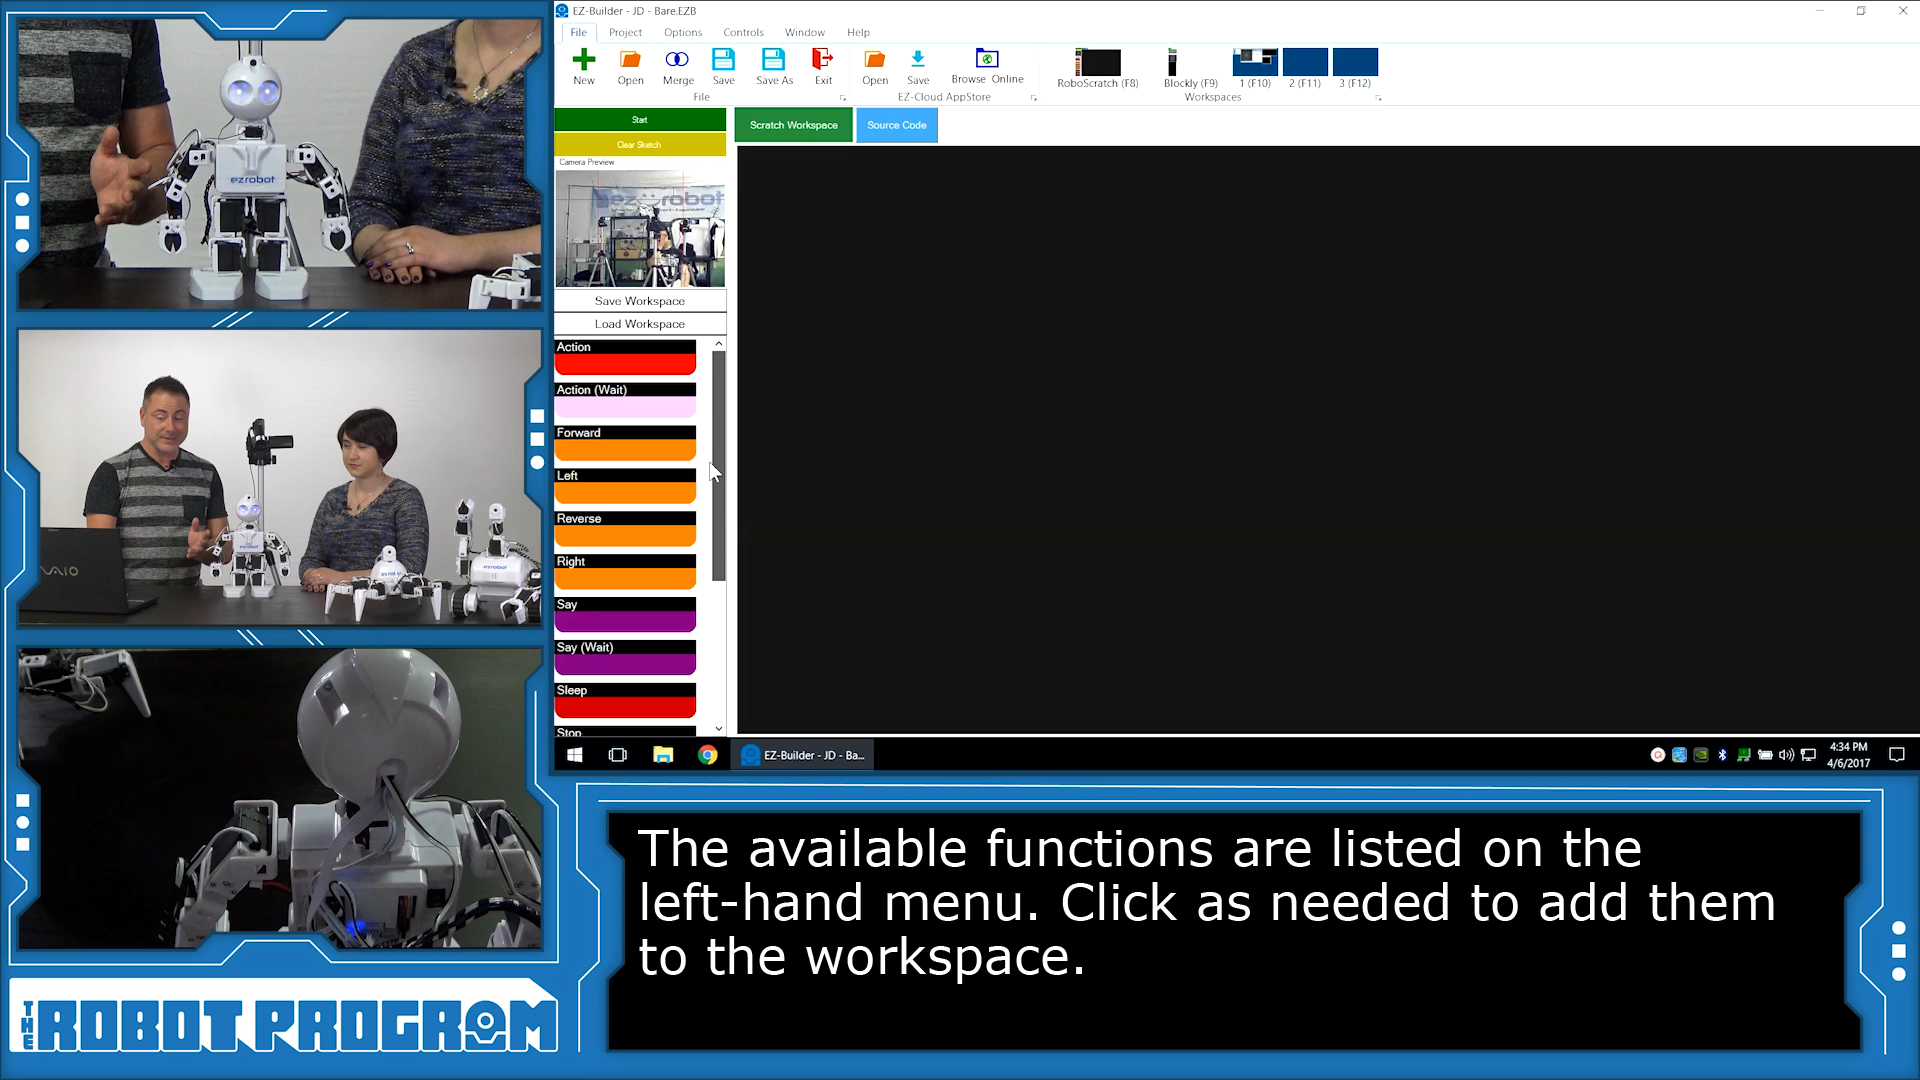 EZ-Builder - JD - Bare.EZB
File Project Options Controls Window Help
New Open Merge Save Save As Exit Open Save Browse Online RoboScratch (F8) Blockly (F9) 1 (F10) 2 (F11) 3 (F12)
File EZ-Cloud AppStore Workspaces
Start
Clear Sketch
Scratch Workspace Source Code
Camera Preview
ezrobot
Save Workspace
Load Workspace
Action
Action (Wait)
Forward
Left
Reverse
Right
Say
Say (Wait)
Sleep
Stop
EZ-Builder - JD - Ba...
4:34 PM
4/6/2017
ezrobot
VAIO
ezrobot
ezrobot
ezrobot
The available functions are listed on the
left-hand menu. Click as needed to add them
to the workspace.
THE ROBOT PROGRAM